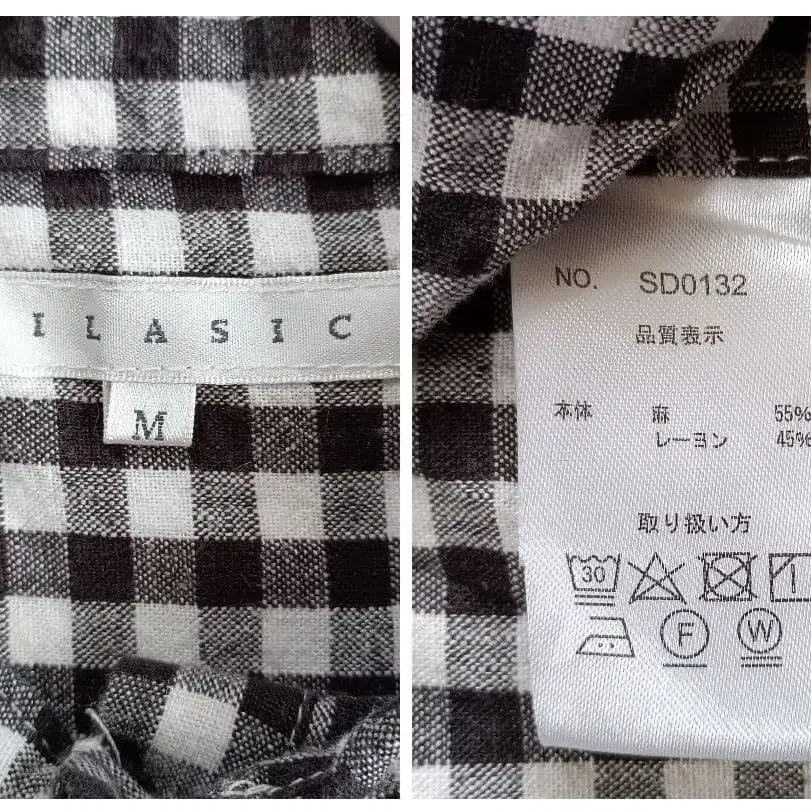 ILASIC
M
NO. SD0132
品質表示
本体 麻 55%
レーヨン 45%
取り扱い方
30
F W